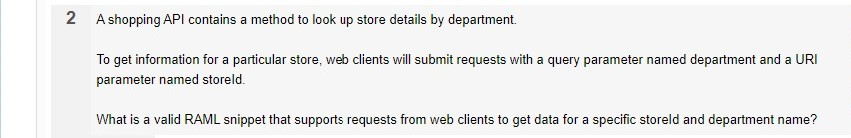 2 A shopping API contains a method to look up store details by department.
To get information for a particular store, web clients will submit requests with a query parameter named department and a URI
parameter named storeld.
What is a valid RAML snippet that supports requests from web clients to get data for a specific storeld and department name?